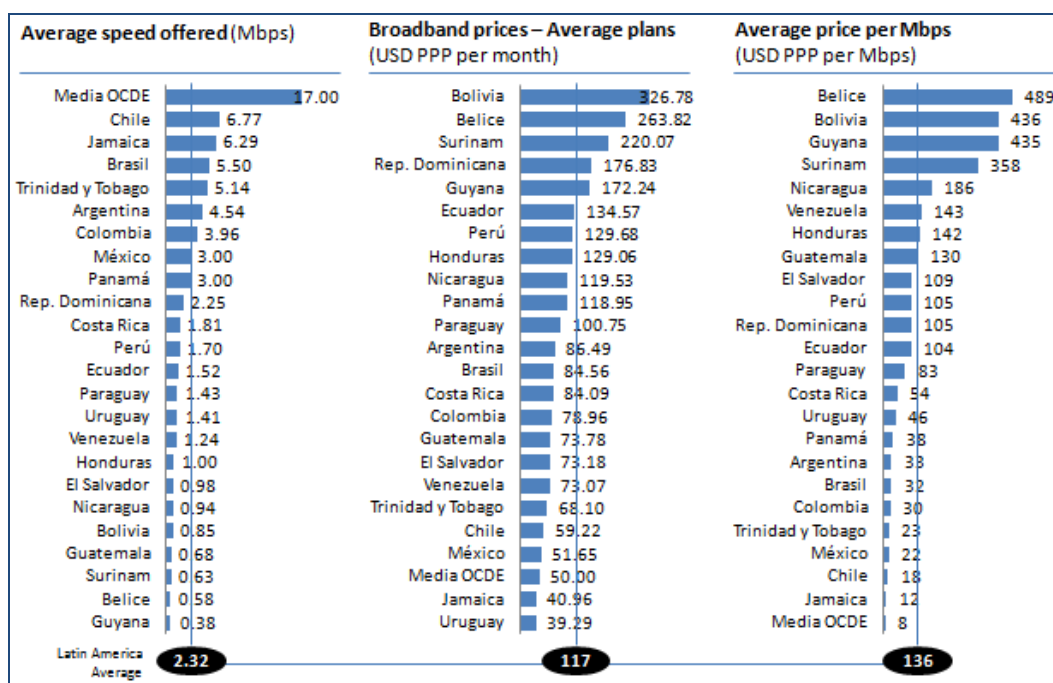 Average speed offered (Mbps)
Media OCDE 17.00
Chile 6.77
Jamaica 6.29
Brasil 5.50
Trinidad y Tobago 5.14
Argentina 4.54
Colombia 3.96
México 3.00
Panamá 3.00
Rep. Dominicana 2.25
Costa Rica 1.81
Perú 1.70
Ecuador 1.52
Paraguay 1.43
Uruguay 1.41
Venezuela 1.24
Honduras 1.00
El Salvador 0.98
Nicaragua 0.94
Bolivia 0.85
Guatemala 0.68
Surinam 0.63
Belice 0.58
Guyana 0.38
Broadband prices – Average plans
(USD PPP per month)
Bolivia 326.78
Belice 263.82
Surinam 220.07
Rep. Dominicana 176.83
Guyana 172.24
Ecuador 134.57
Perú 129.68
Honduras 129.06
Nicaragua 119.53
Panamá 118.95
Paraguay 100.75
Argentina 86.49
Brasil 84.56
Costa Rica 84.09
Colombia 78.96
Guatemala 73.78
El Salvador 73.18
Venezuela 73.07
Trinidad y Tobago 68.10
Chile 59.22
México 51.65
Media OCDE 50.00
Jamaica 40.96
Uruguay 39.29
Average price per Mbps
(USD PPP per Mbps)
Belice 489
Bolivia 436
Guyana 435
Surinam 358
Nicaragua 186
Venezuela 143
Honduras 142
Guatemala 130
El Salvador 109
Perú 105
Rep. Dominicana 105
Ecuador 104
Paraguay 83
Costa Rica 54
Uruguay 46
Panamá 38
Argentina 33
Brasil 32
Colombia 30
Trinidad y Tobago 23
México 22
Chile 18
Jamaica 12
Media OCDE 8
Latin America
Average
2.32
117
136